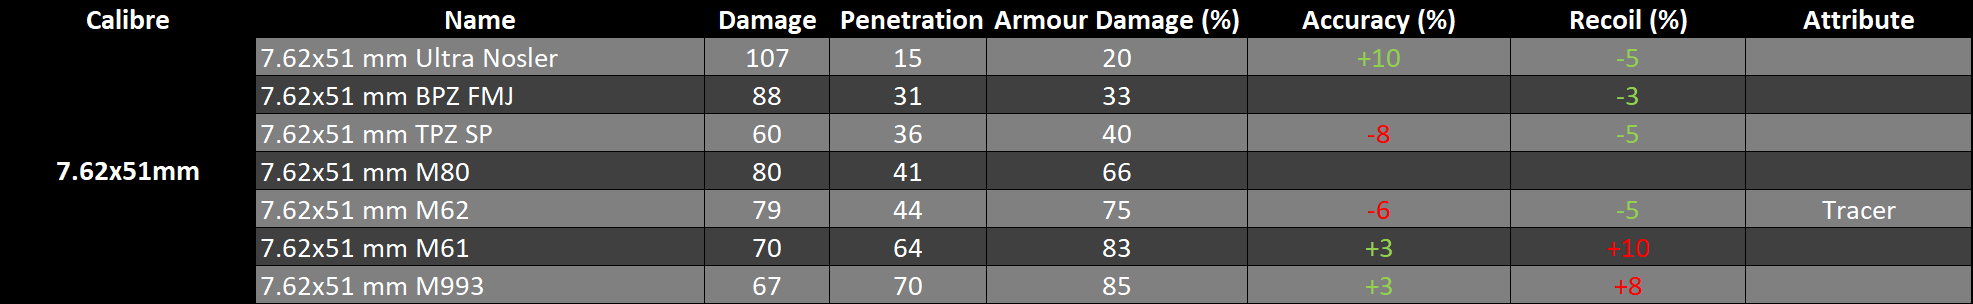 Calibre Name Damage Penetration Armour Damage (%) Accuracy (%) Recoil (%) Attribute
7.62x51 mm Ultra Nosler 107 15 20 +10 -5
7.62x51 mm BPZ FMJ 88 31 33 -3
7.62x51 mm TPZ SP 60 36 40 -8 -5
7.62x51mm 7.62x51 mm M80 80 41 66
7.62x51 mm M62 79 44 75 -6 -5 Tracer
7.62x51 mm M61 70 64 83 +3 +10
7.62x51 mm M993 67 70 85 +3 +8